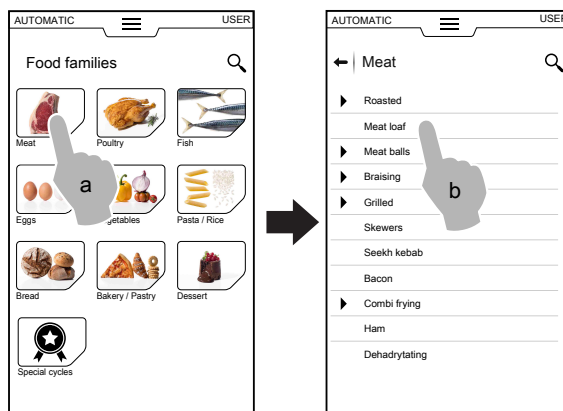 AUTOMATIC USER
Food families
Meat Poultry Fish
a
Eggs getables Pasta / Rice
Bread Bakery / Pastry Dessert
Special cycles
AUTOMATIC USER
Meat
Roasted
Meat loaf
Meat balls
Braising
b
Grilled
Skewers
Seekh kebab
Bacon
Combi frying
Ham
Dehadrytating